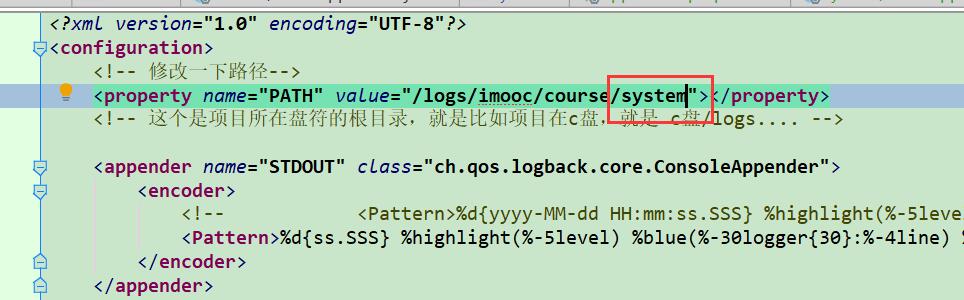 <?xml version="1.0" encoding="UTF-8"?>
<configuration>
<!-- 修改一下路径-->
<property name="PATH" value="/logs/imooc/course/system"></property>
<!-- 这个是项目所在盘符的根目录，就是比如项目在c盘，就是 c盘/logs.... -->
<appender name="STDOUT" class="ch.qos.logback.core.ConsoleAppender">
<encoder>
<!-- <Pattern>%d{yyyy-MM-dd HH:mm:ss.SSS} %highlight(%-5leve
<Pattern>%d{ss.SSS} %highlight(%-5level) %blue(%-30logger{30}:%-4line) %
</encoder>
</appender>